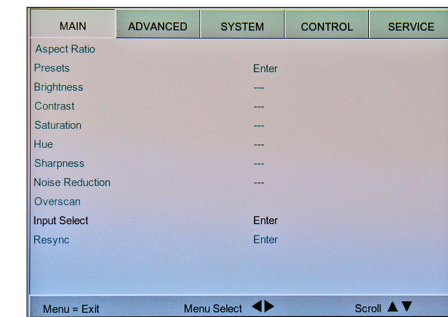 MAIN ADVANCED SYSTEM CONTROL SERVICE
Aspect Ratio
Presets Enter
Brightness ---
Contrast ---
Saturation ---
Hue ---
Sharpness ---
Noise Reduction ---
Overscan
Input Select Enter
Resync Enter
Menu = Exit Menu Select ◀▶ Scroll ▲▼